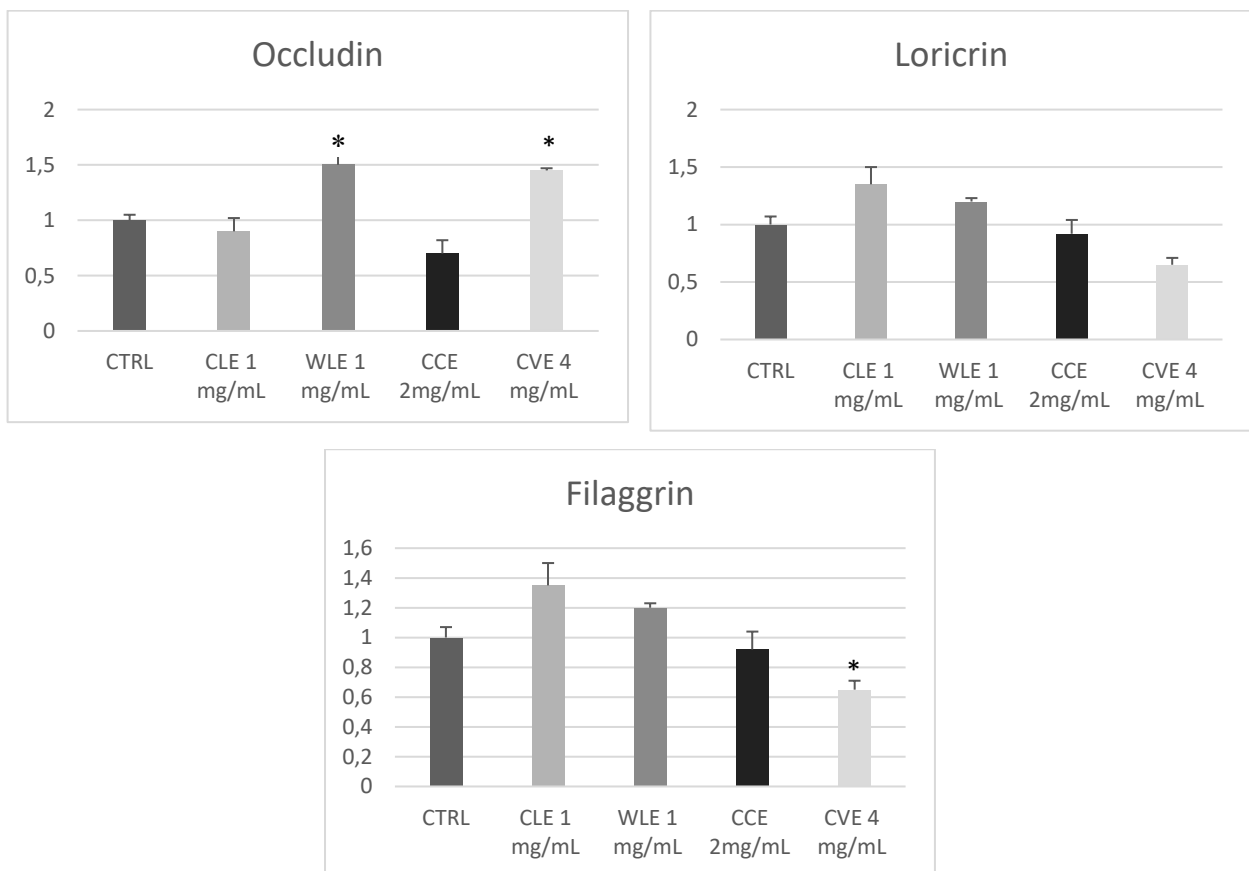 Occludin
2
1,5
1
0,5
0
*
*
CTRL
CLE 1
mg/mL
WLE 1
mg/mL
CCE
2mg/mL
CVE 4
mg/mL
Loricrin
2
1,5
1
0,5
0
CTRL
CLE 1
mg/mL
WLE 1
mg/mL
CCE
2mg/mL
CVE 4
mg/mL
Filaggrin
1,6
1,4
1,2
1
0,8
0,6
0,4
0,2
0
*
CTRL
CLE 1
mg/mL
WLE 1
mg/mL
CCE
2mg/mL
CVE 4
mg/mL